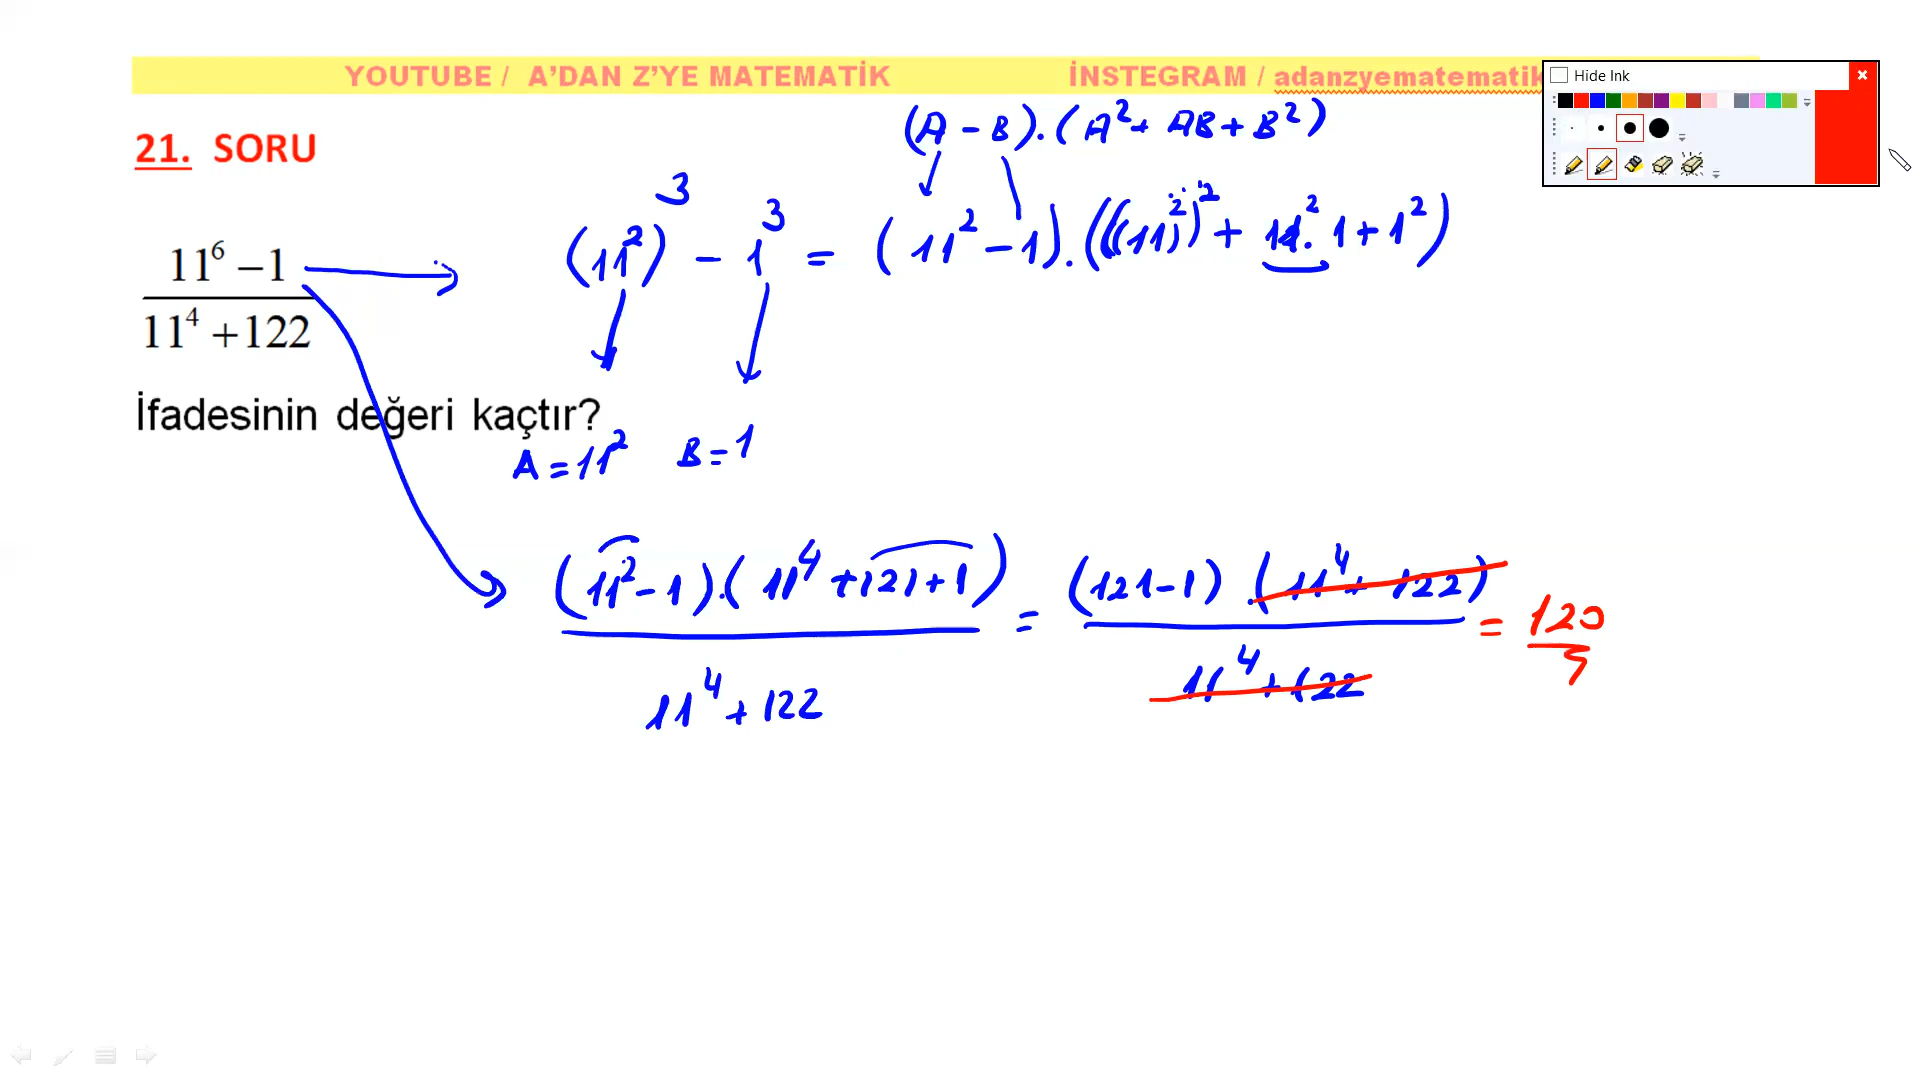 YOUTUBE / A'DAN Z'YE MATEMATİK İNSTEGRAM / adanzyematematik
Hide Ink
(A - B).(A² + AB + B²)
21. SORU
(11²)³ - 1³ = (11² - 1).(((11)²)² + 11².1 + 1²)
11⁶ - 1
11⁴ + 122
İfadesinin değeri kaçtır?
A = 11² B = 1
(11² - 1).(11⁴ + 121 + 1) = (121 - 1).(11⁴ + 122) = 120
11⁴ + 122 11⁴ + 122